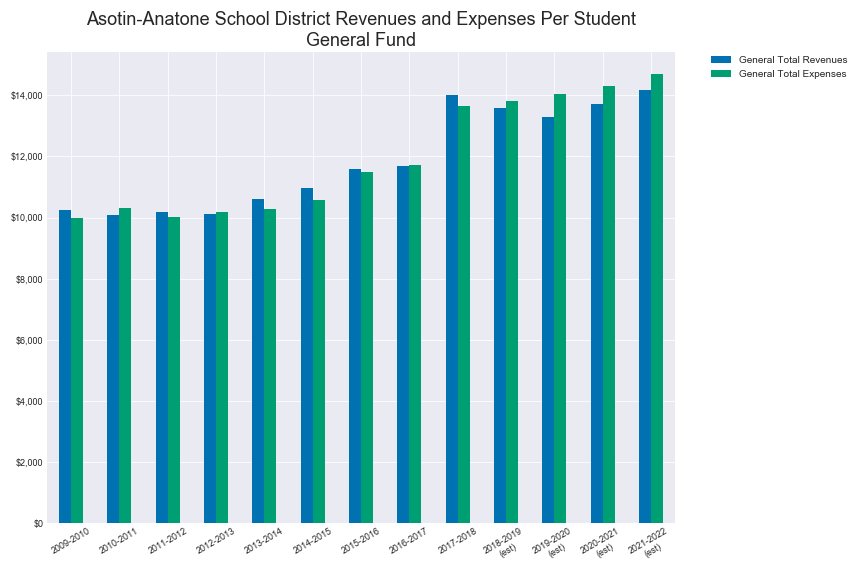 Asotin-Anatone School District Revenues and Expenses Per Student
General Fund
General Total Revenues
General Total Expenses
$14,000
$12,000
$10,000
$8,000
$6,000
$4,000
$2,000
$0
2009-2010
2010-2011
2011-2012
2012-2013
2013-2014
2014-2015
2015-2016
2016-2017
2017-2018
2018-2019
(est)
2019-2020
(est)
2020-2021
(est)
2021-2022
(est)